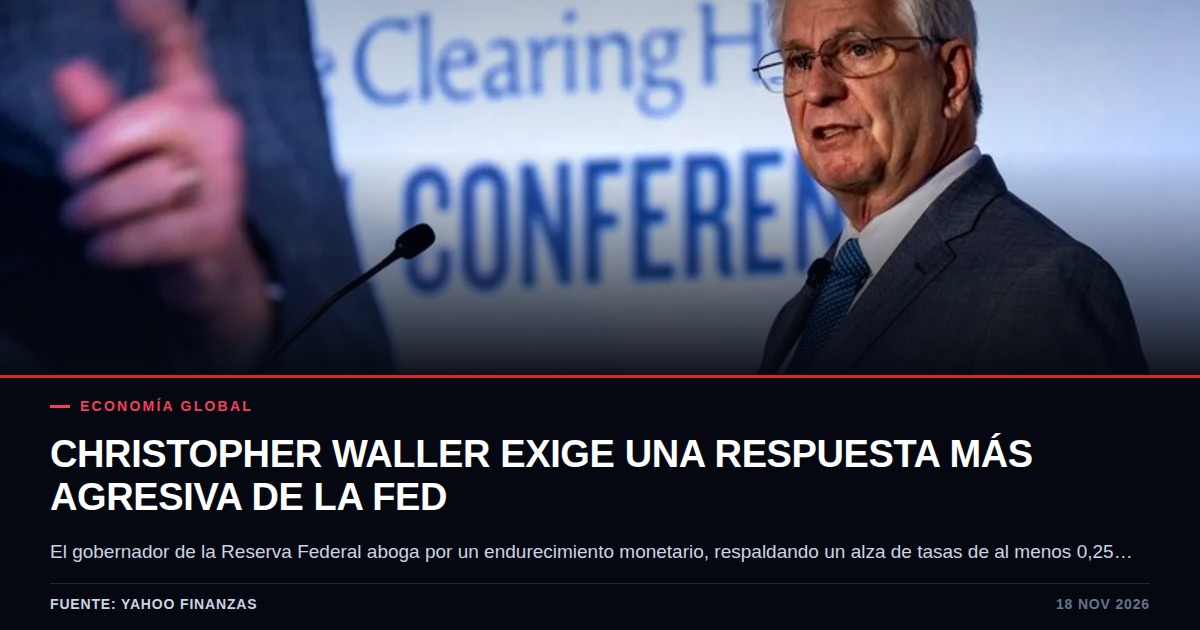 Clearing
CONFEREN
ECONOMÍA GLOBAL
CHRISTOPHER WALLER EXIGE UNA RESPUESTA MÁS
AGRESIVA DE LA FED
El gobernador de la Reserva Federal aboga por un endurecimiento monetario, respaldando un alza de tasas de al menos 0,25…
FUENTE: YAHOO FINANZAS
18 NOV 2026